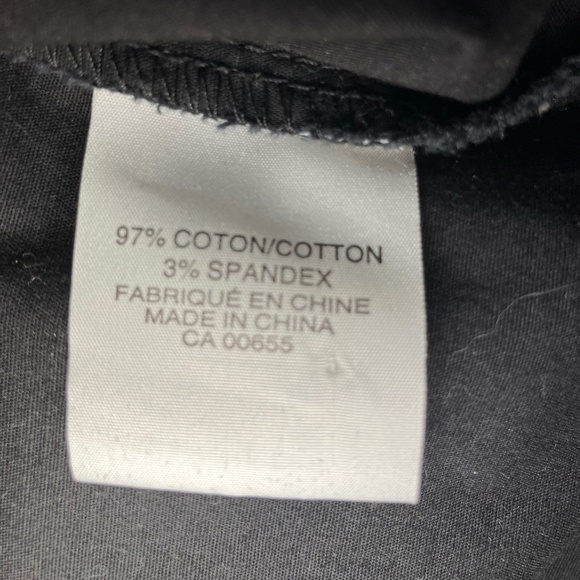 97% COTON/COTTON
3% SPANDEX
FABRIQUÉ EN CHINE
MADE IN CHINA
CA 00655